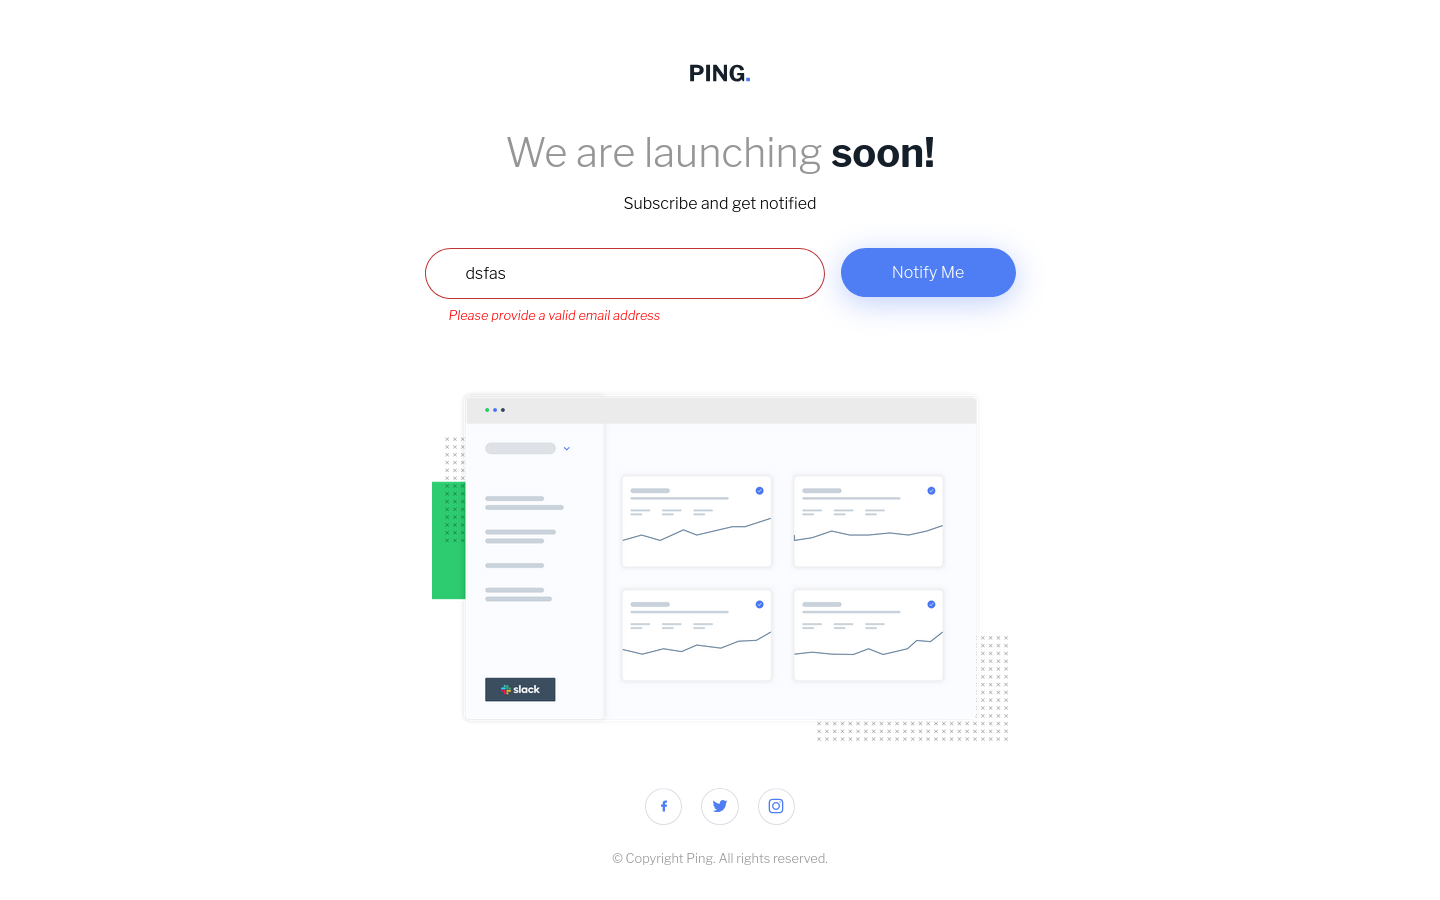 PING.
We are launching soon!
Subscribe and get notified
dsfas
Notify Me
Please provide a valid email address
slack
© Copyright Ping. All rights reserved.